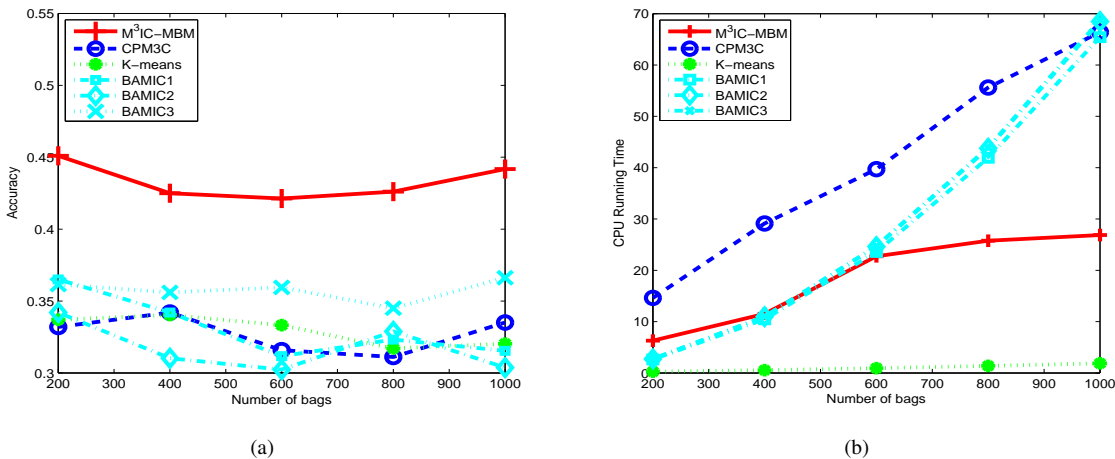 0.55
0.5
0.45
0.4
0.35
0.3
Accuracy
M³IC−MBM
CPM3C
K−means
BAMIC1
BAMIC2
BAMIC3
200 300 400 500 600 700 800 900 1000
Number of bags
(a)
70
60
50
40
30
20
10
0
CPU Running Time
M³IC−MBM
CPM3C
K−means
BAMIC1
BAMIC2
BAMIC3
200 300 400 500 600 700 800 900 1000
Number of bags
(b)